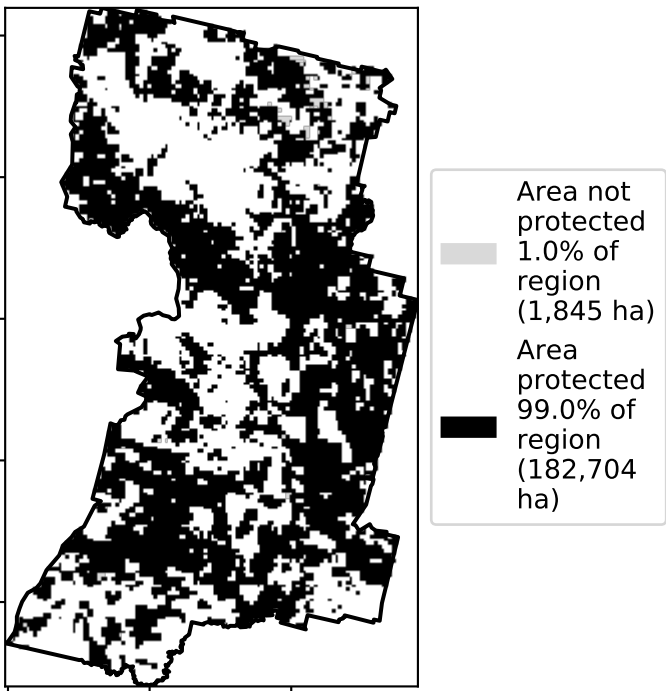 Area not
protected
1.0% of
region
(1,845 ha)
Area
protected
99.0% of
region
(182,704
ha)